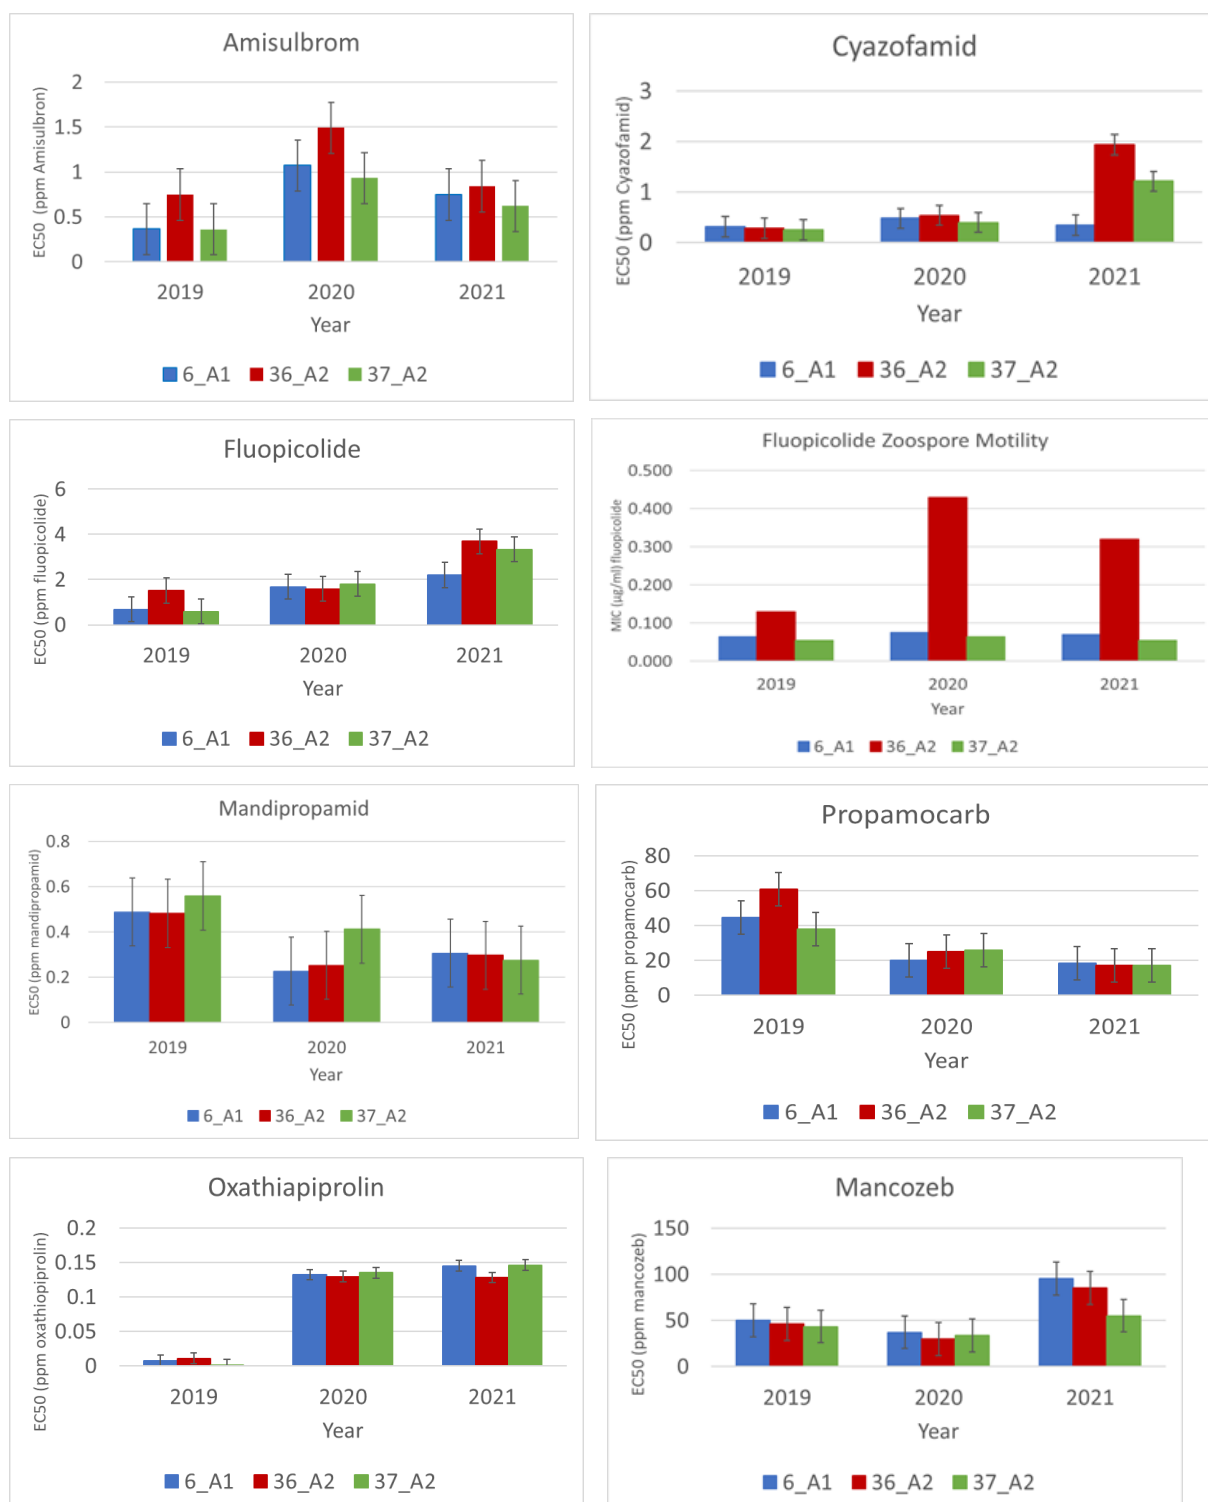 Amisulbrom
EC50 (ppm Amisulbron)
2
1.5
1
0.5
0
2019 2020 2021
Year
6_A1 36_A2 37_A2
Cyazofamid
EC50 (ppm Cyazofamid)
3
2
1
0
2019 2020 2021
Year
6_A1 36_A2 37_A2
Fluopicolide
EC50 (ppm fluopicolide)
6
4
2
0
2019 2020 2021
Year
6_A1 36_A2 37_A2
Fluopicolide Zoospore Motility
MIC (µg/ml) fluopicolide
0.500
0.400
0.300
0.200
0.100
0.000
2019 2020 2021
Year
6_A1 36_A2 37_A2
Mandipropamid
EC50 (ppm mandipropamid)
0.8
0.6
0.4
0.2
0
2019 2020 2021
Year
6_A1 36_A2 37_A2
Propamocarb
EC50 (ppm propamocarb)
80
60
40
20
0
2019 2020 2021
Year
6_A1 36_A2 37_A2
Oxathiapiprolin
EC50 (ppm oxathiopiprolin)
0.2
0.15
0.1
0.05
0
2019 2020 2021
Year
6_A1 36_A2 37_A2
Mancozeb
EC50 (ppm mancozeb)
150
100
50
0
2019 2020 2021
Year
6_A1 36_A2 37_A2